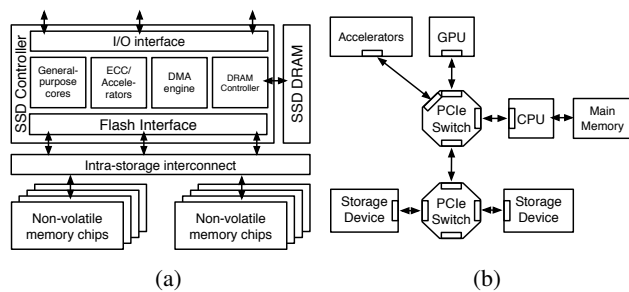 SSD Controller
I/O interface
General-
purpose
cores
ECC/
Accele-
rators
DMA
engine
DRAM
Controller
SSD DRAM
Flash Interface
Intra-storage interconnect
Non-volatile
memory chips
Non-volatile
memory chips
(a)
Accelerators
GPU
PCIe
Switch
CPU
Main
Memory
Storage
Device
PCIe
Switch
Storage
Device
(b)